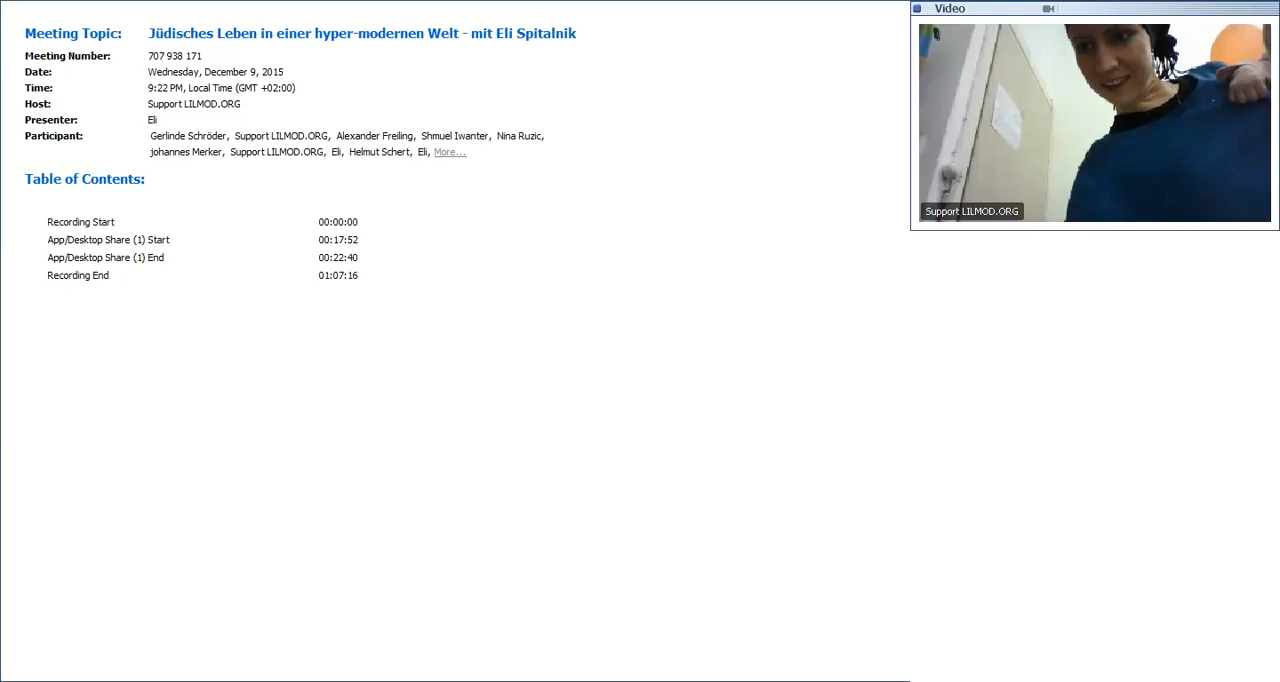 Meeting Topic: Jüdisches Leben in einer hyper-modernen Welt - mit Eli Spitalnik
Meeting Number: 707 938 171
Date: Wednesday, December 9, 2015
Time: 9:22 PM, Local Time (GMT +02:00)
Host: Support LILMOD.ORG
Presenter: Eli
Participant: Gerlinde Schröder, Support LILMOD.ORG, Alexander Freiling, Shmuel Iwanter, Nina Ruzic,
johannes Merker, Support LILMOD.ORG, Eli, Helmut Schert, Eli, More...
Table of Contents:
Recording Start 00:00:00
App/Desktop Share (1) Start 00:17:52
App/Desktop Share (1) End 00:22:40
Recording End 01:07:16
Video
Support LILMOD.ORG